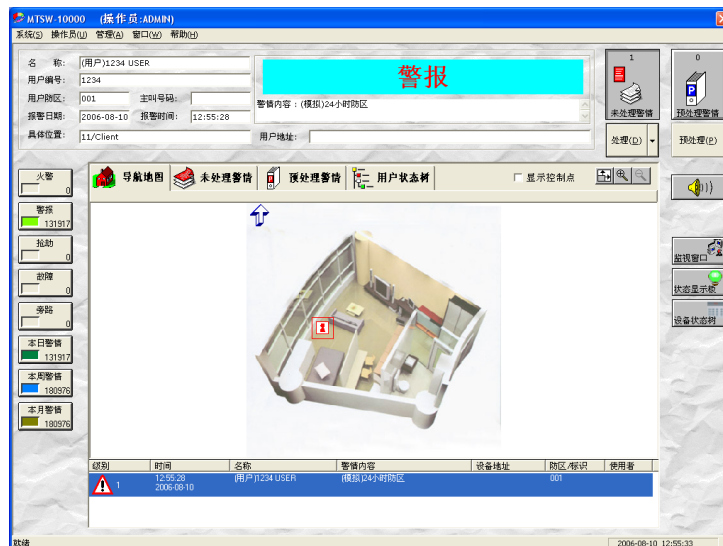 MTSW-10000 (操作员:ADMIN)
系统(S) 操作员(U) 管理(A) 窗口(W) 帮助(H)
名 称: (用户)1234 USER
用户编号: 1234
用户防区: 001 主叫号码:
报警日期: 2006-08-10 报警时间: 12:55:28
具体位置: 11/Client
警报
警情内容 : (模拟)24小时防区
用户地址:
1
未处理警情
处理(D)
0
预处理警情
预处理(P)
火警
0
警报
131917
抢劫
0
故障
0
旁路
0
本日警情
131917
本周警情
180976
本月警情
180976
导航地图 未处理警情 预处理警情 用户状态树 显示控制点
监视窗口
状态显示板
设备状态树
级别 时间 名称 警情内容 设备地址 防区/标识 使用者
1 12:55:28 (用户)1234 USER (模拟)24小时防区 001
2006-08-10
就绪 2006-08-10 12:55:33